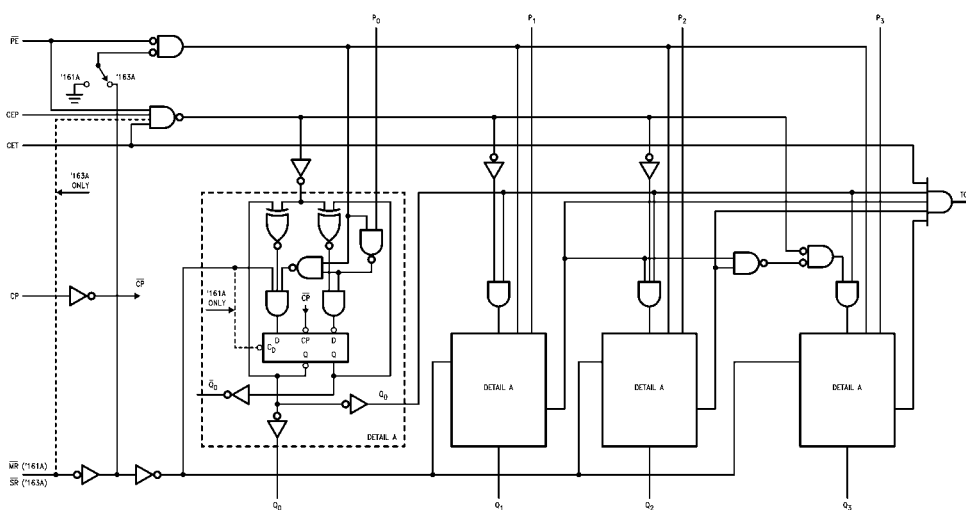 P0
P1
P2
P3
PE
'161A
'163A
CEP
CET
TC
'163A
ONLY
CP
CP
'161A
ONLY
CP
D
CP
D
CD
Q
Q
Q0
Q0
DETAIL A
DETAIL A
DETAIL A
DETAIL A
MR ('161A)
SR ('163A)
Q0
Q1
Q2
Q3